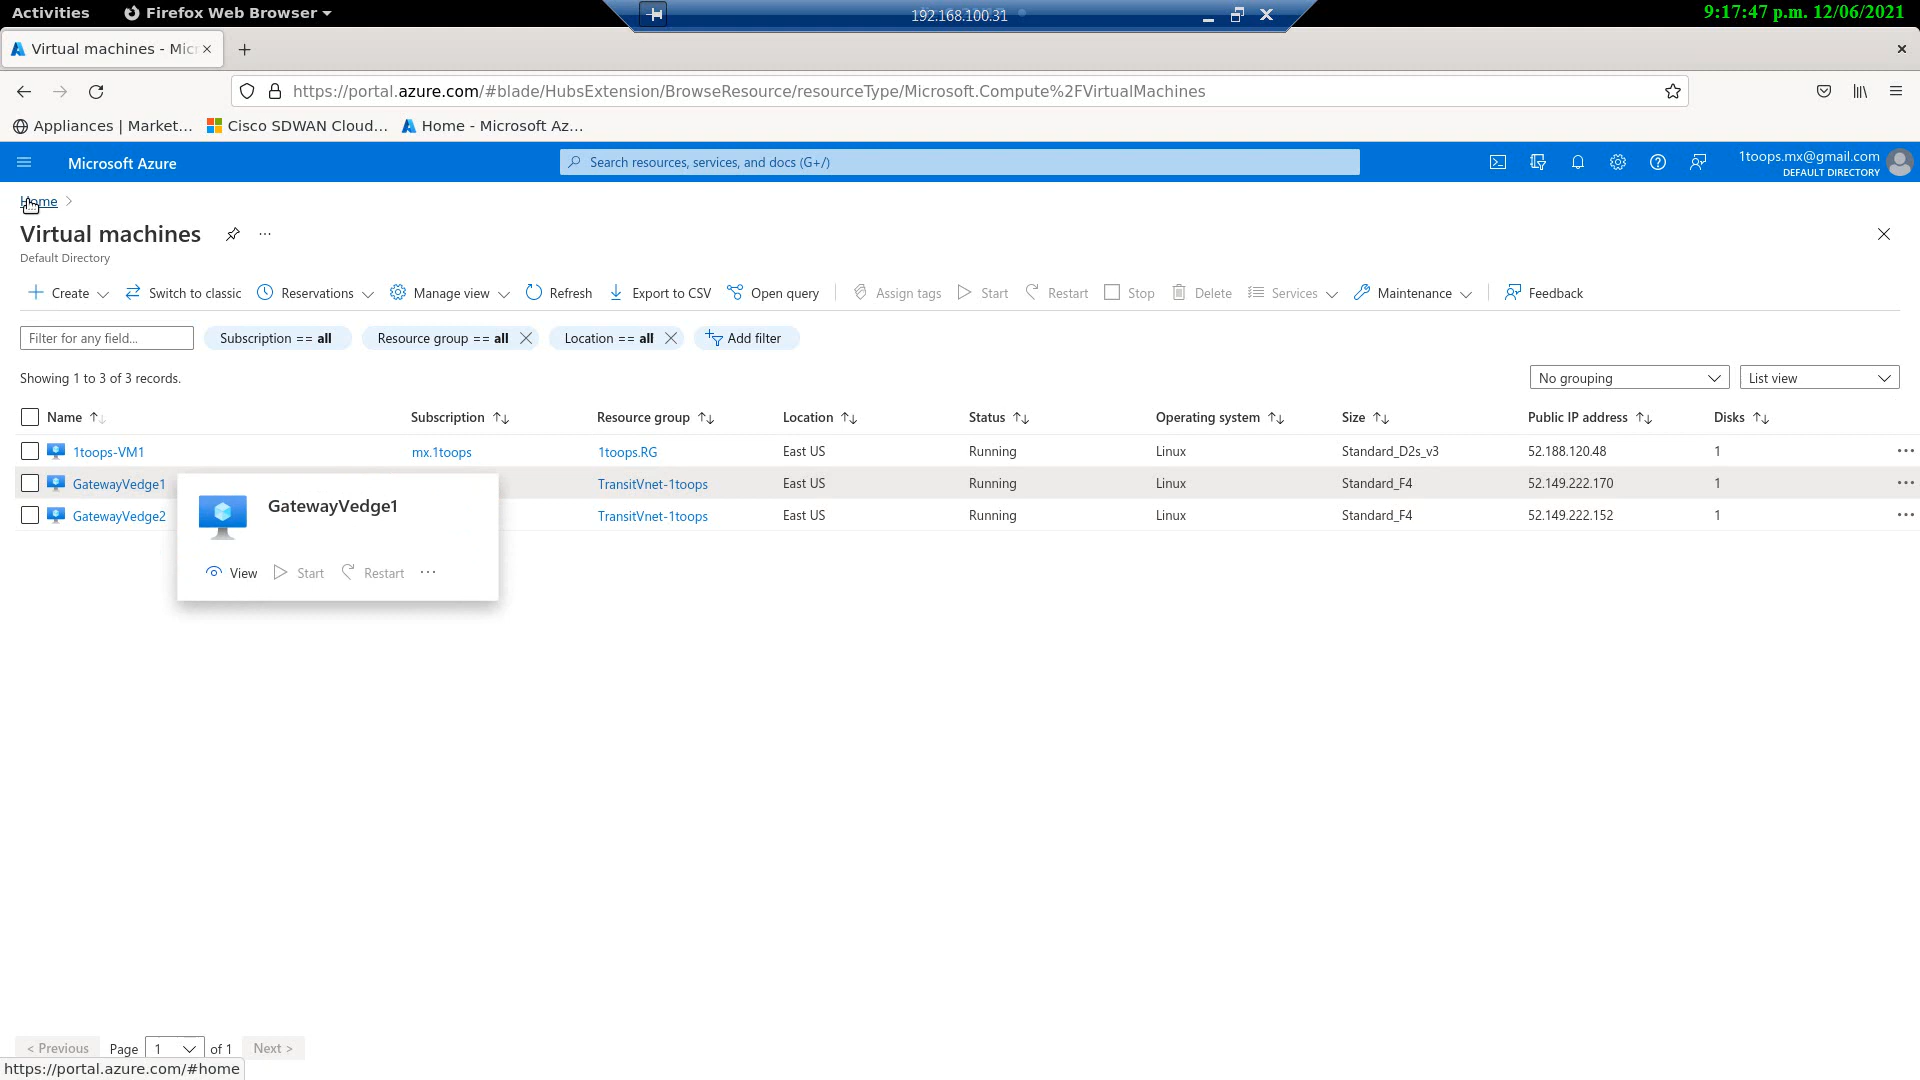 Activities Firefox Web Browser 192.168.100.31 9:17:47 p.m. 12/06/2021
Virtual machines - Mic
https://portal.azure.com/#blade/HubsExtension/BrowseResource/resourceType/Microsoft.Compute%2FVirtualMachines
Appliances | Market... Cisco SDWAN Cloud... Home - Microsoft Az...
Microsoft Azure Search resources, services, and docs (G+/) 1toops.mx@gmail.com
DEFAULT DIRECTORY
Home >
Virtual machines ...
Default Directory
+ Create Switch to classic Reservations Manage view Refresh Export to CSV Open query Assign tags Start Restart Stop Delete Services Maintenance Feedback
Filter for any field... Subscription == all Resource group == all Location == all Add filter
Showing 1 to 3 of 3 records. No grouping List view
Name Subscription Resource group Location Status Operating system Size Public IP address Disks
1toops-VM1 mx.1toops 1toops.RG East US Running Linux Standard_D2s_v3 52.188.120.48 1 ...
GatewayVedge1 TransitVnet-1toops East US Running Linux Standard_F4 52.149.222.170 1 ...
GatewayVedge2 TransitVnet-1toops East US Running Linux Standard_F4 52.149.222.152 1 ...
GatewayVedge1
View Start Restart ...
< Previous Page 1 of 1 Next >
https://portal.azure.com/#home